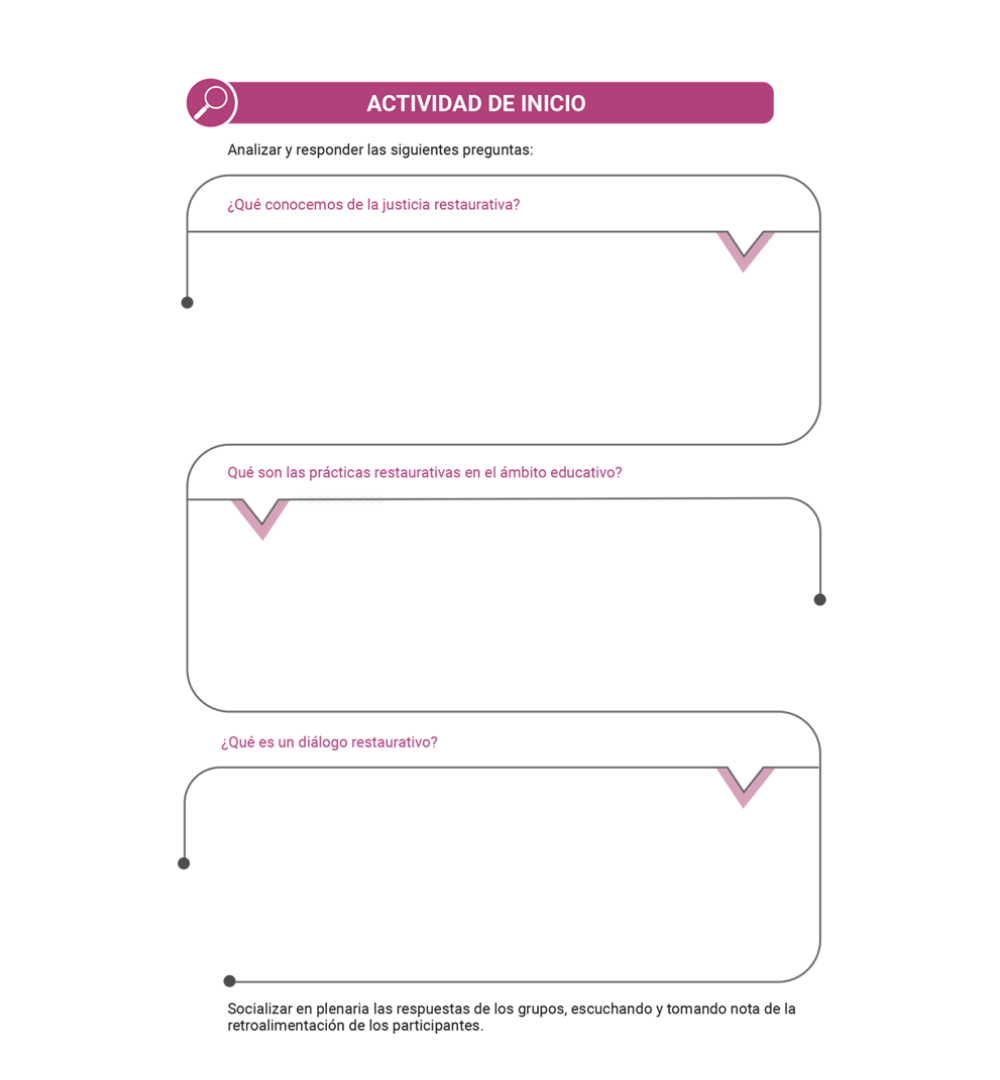 ACTIVIDAD DE INICIO
Analizar y responder las siguientes preguntas:
¿Qué conocemos de la justicia restaurativa?
Qué son las prácticas restaurativas en el ámbito educativo?
¿Qué es un diálogo restaurativo?
Socializar en plenaria las respuestas de los grupos, escuchando y tomando nota de la
retroalimentación de los participantes.